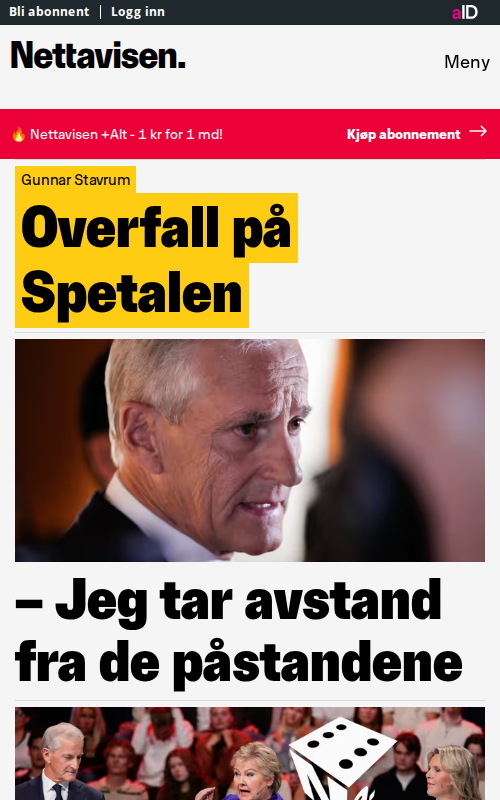 Bli abonnent | Logg inn
aID
Nettavisen.
Meny
🔥 Nettavisen +Alt - 1 kr for 1 md!
Kjøp abonnement →
Gunnar Stavrum
Overfall på
Spetalen
– Jeg tar avstand
fra de påstandene